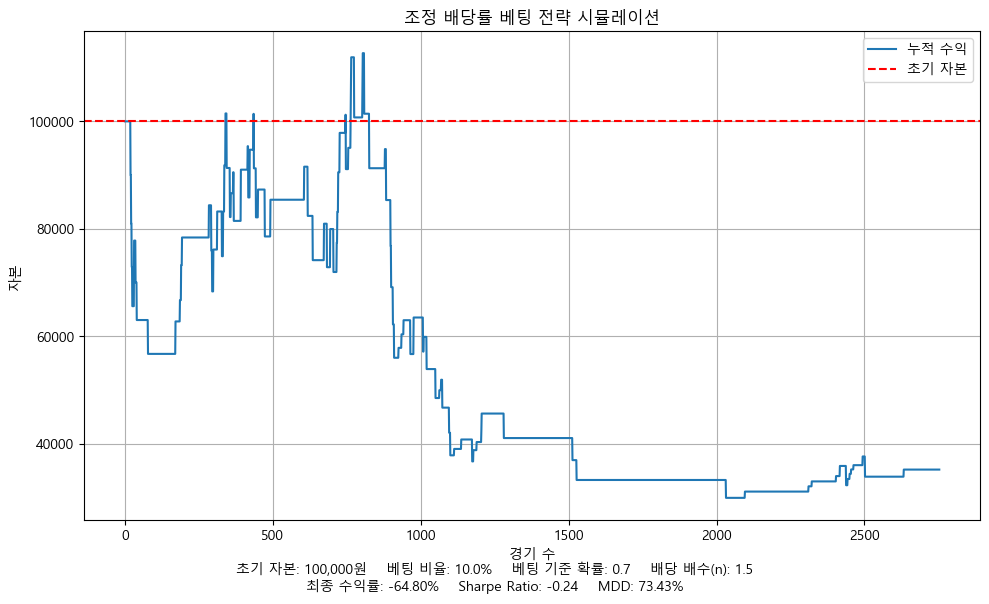 조정 배당률 베팅 전략 시뮬레이션
누적 수익
초기 자본
자본
100000
80000
60000
40000
0
500
1000
1500
2000
2500
경기 수
초기 자본: 100,000원 베팅 비율: 10.0% 베팅 기준 확률: 0.7 배당 배수(n): 1.5
최종 수익률: -64.80% Sharpe Ratio: -0.24 MDD: 73.43%